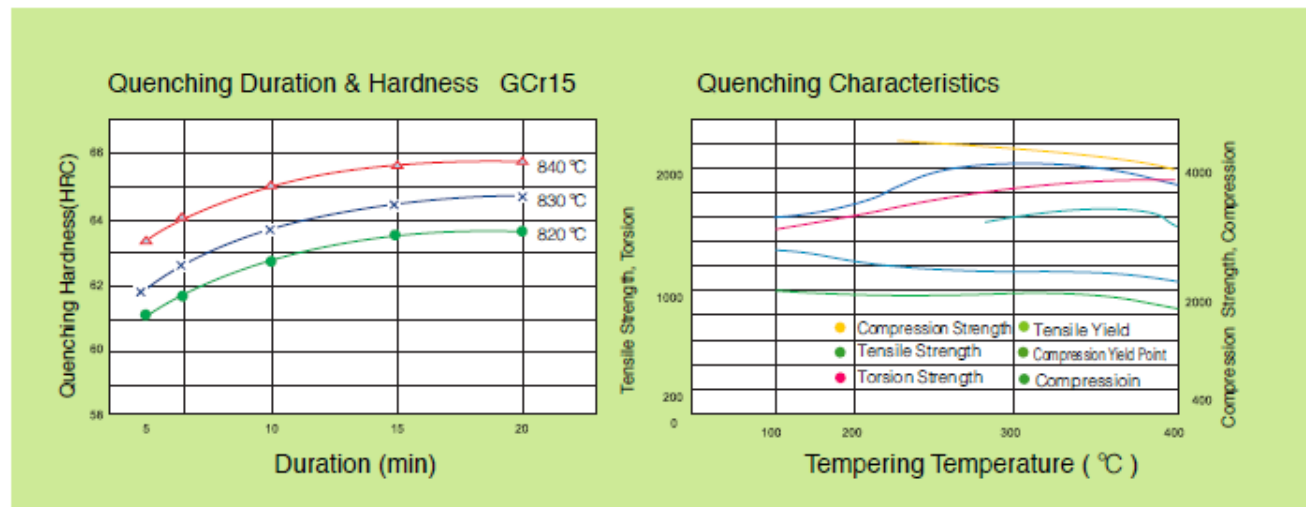 Quenching Duration & Hardness GCr15
Quenching Hardness(HRC)
68
64
62
60
58
840 ℃
830 ℃
820 ℃
5
10
15
20
Duration (min)
Quenching Characteristics
Tensile Strength, Torsion
2000
1000
200
0
4000
2000
400
Compression Strength, Compression
Compression Strength
Tensile Yield
Tensile Strength
Compression Yield Point
Torsion Strength
Compressioin
100
200
300
400
Tempering Temperature ( ℃ )